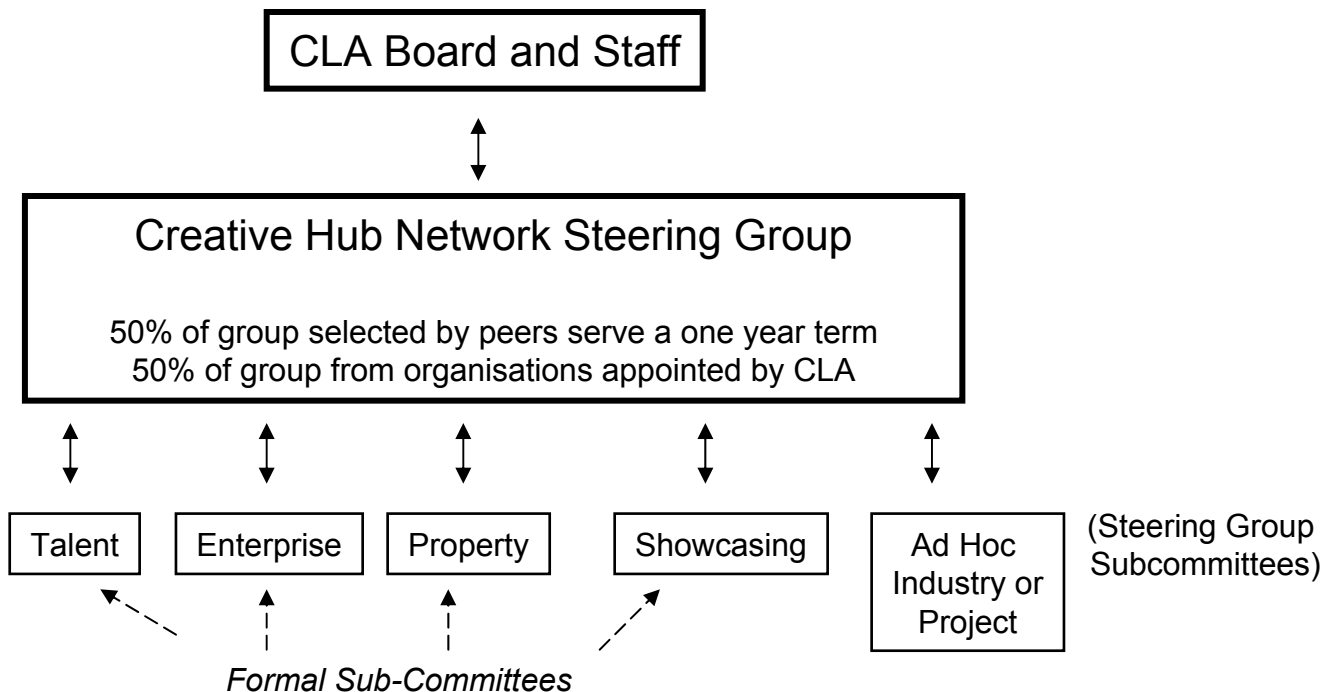 CLA Board and Staff
Creative Hub Network Steering Group
50% of group selected by peers serve a one year term
50% of group from organisations appointed by CLA
Talent
Enterprise
Property
Showcasing
Ad Hoc
Industry or
Project
(Steering Group
Subcommittees)
Formal Sub-Committees